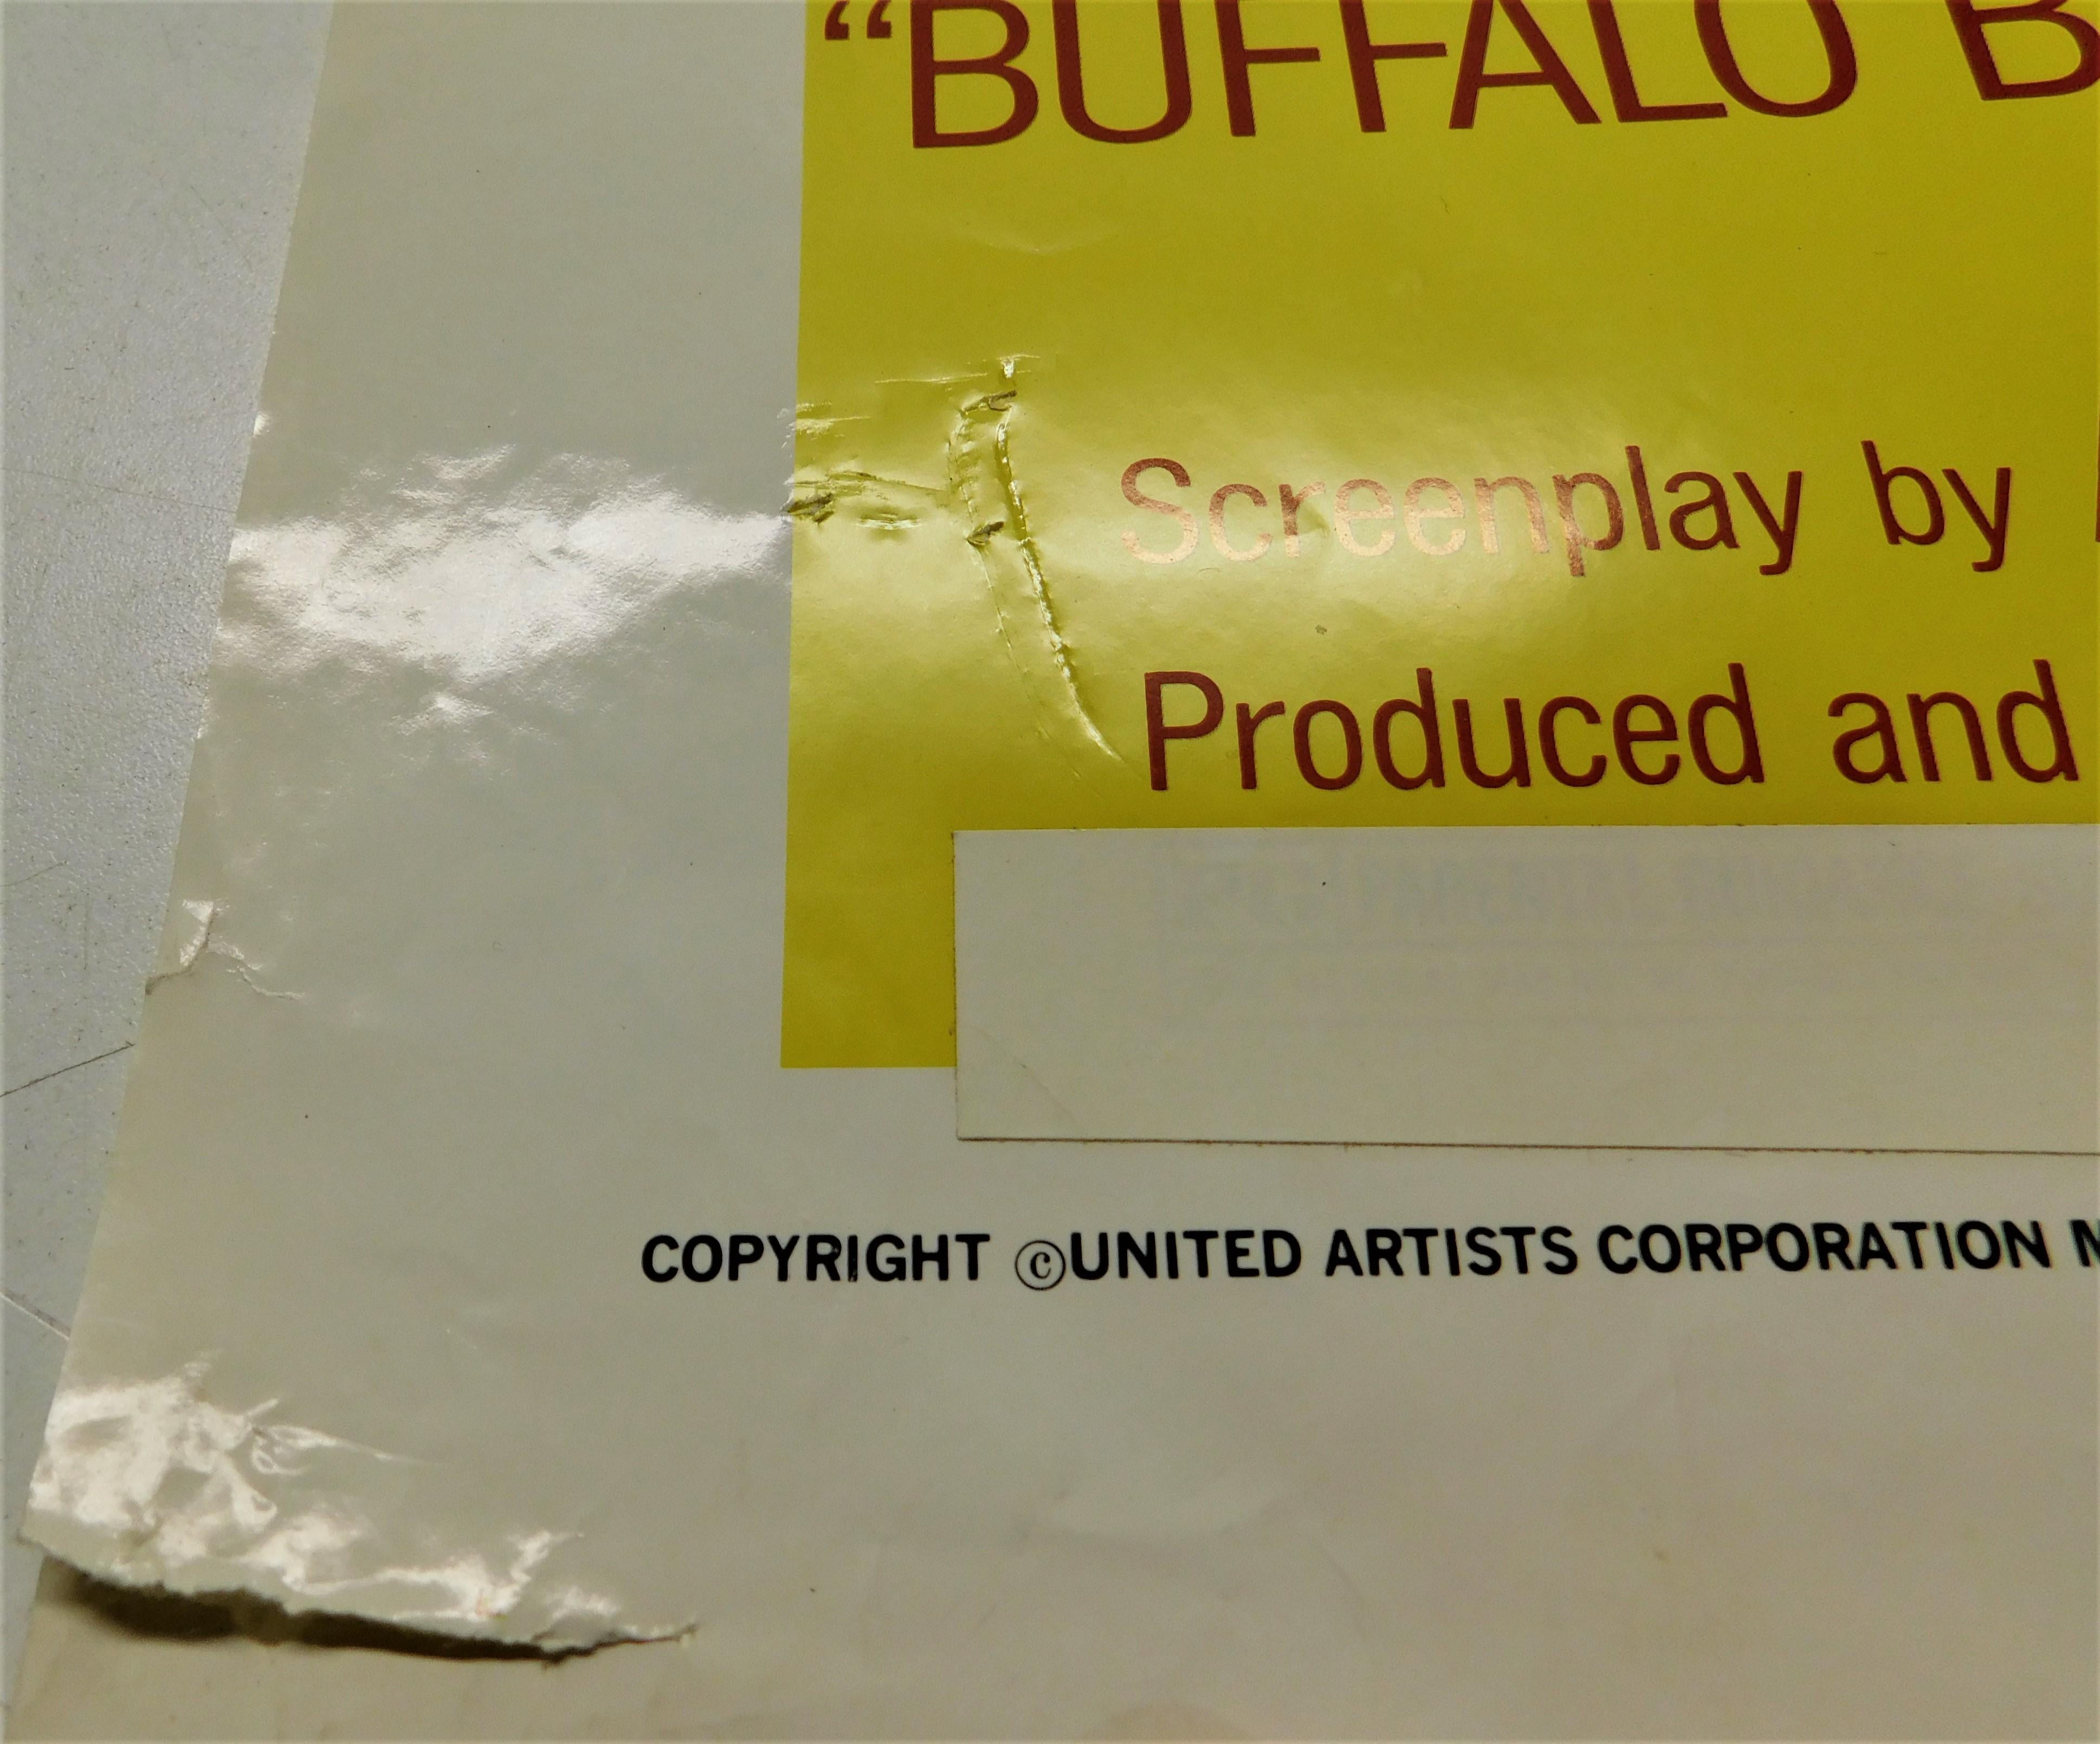 “BUFFALO B
Screenplay by
Produced and
COPYRIGHT ©UNITED ARTISTS CORPORATION M